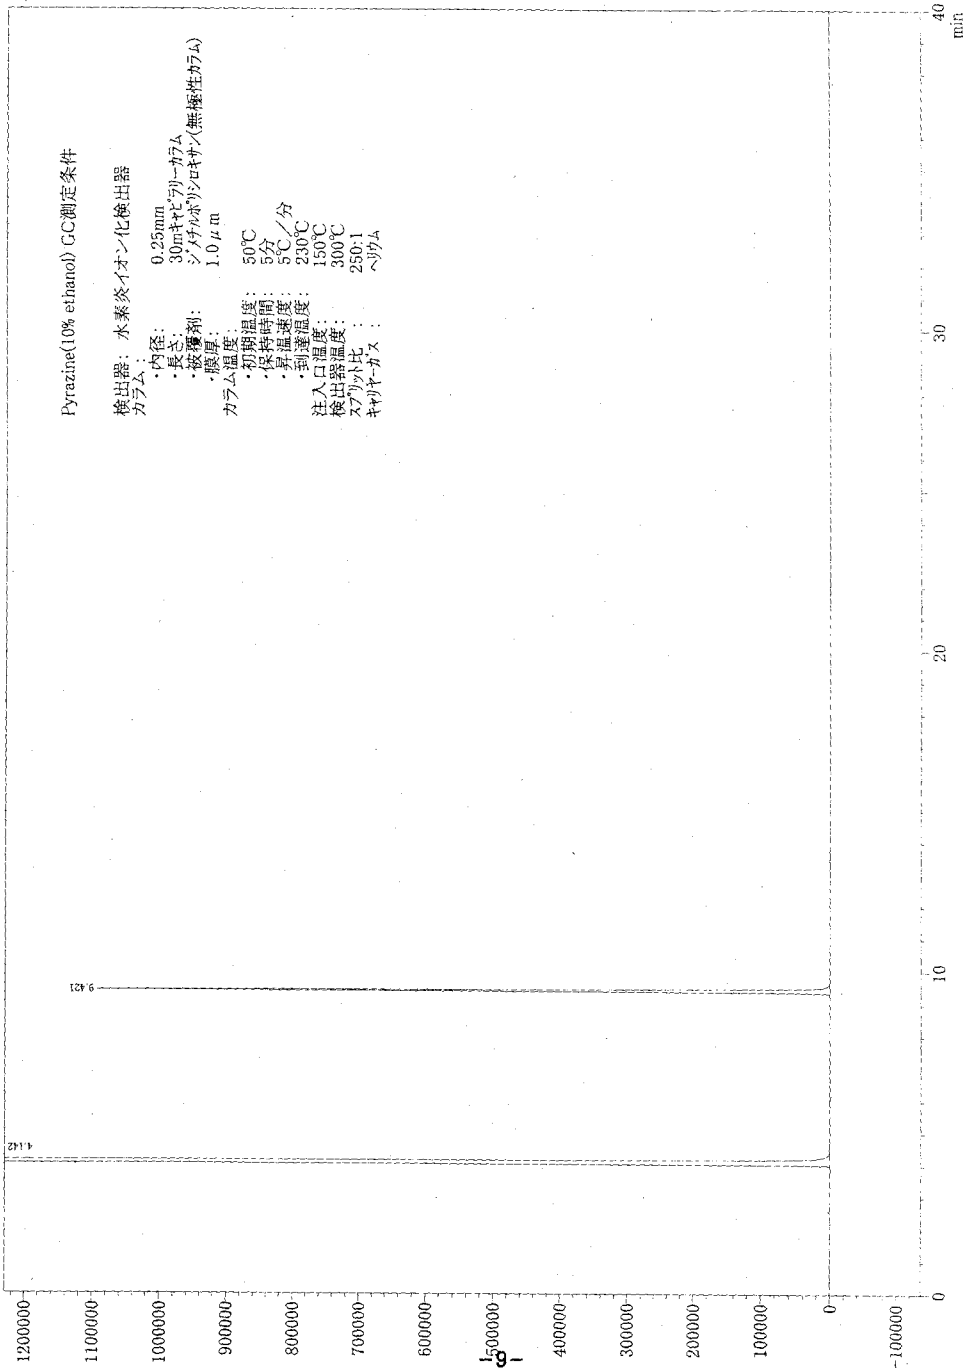 Pyrazine(10% ethanol) GC測定条件
検出器: 水素炎イオン化検出器
カラム:
・内径: 0.25mm
・長さ: 30mキャピラリーカラム
・被覆剤: ジメチルポリシロキサン(無極性カラム)
・膜厚: 1.0μm
カラム温度:
・初期温度: 50℃
・保持時間: 5分
・昇温速度: 5℃/分
・到達温度: 230℃
注入口温度: 150℃
検出器温度: 300℃
スプリット比 : 250:1
キャリヤーガス : ヘリウム
4.142
9.421
1200000
1100000
1000000
900000
800000
700000
600000
500000
400000
300000
200000
100000
0
-100000
0
10
20
30
40
min
-6-